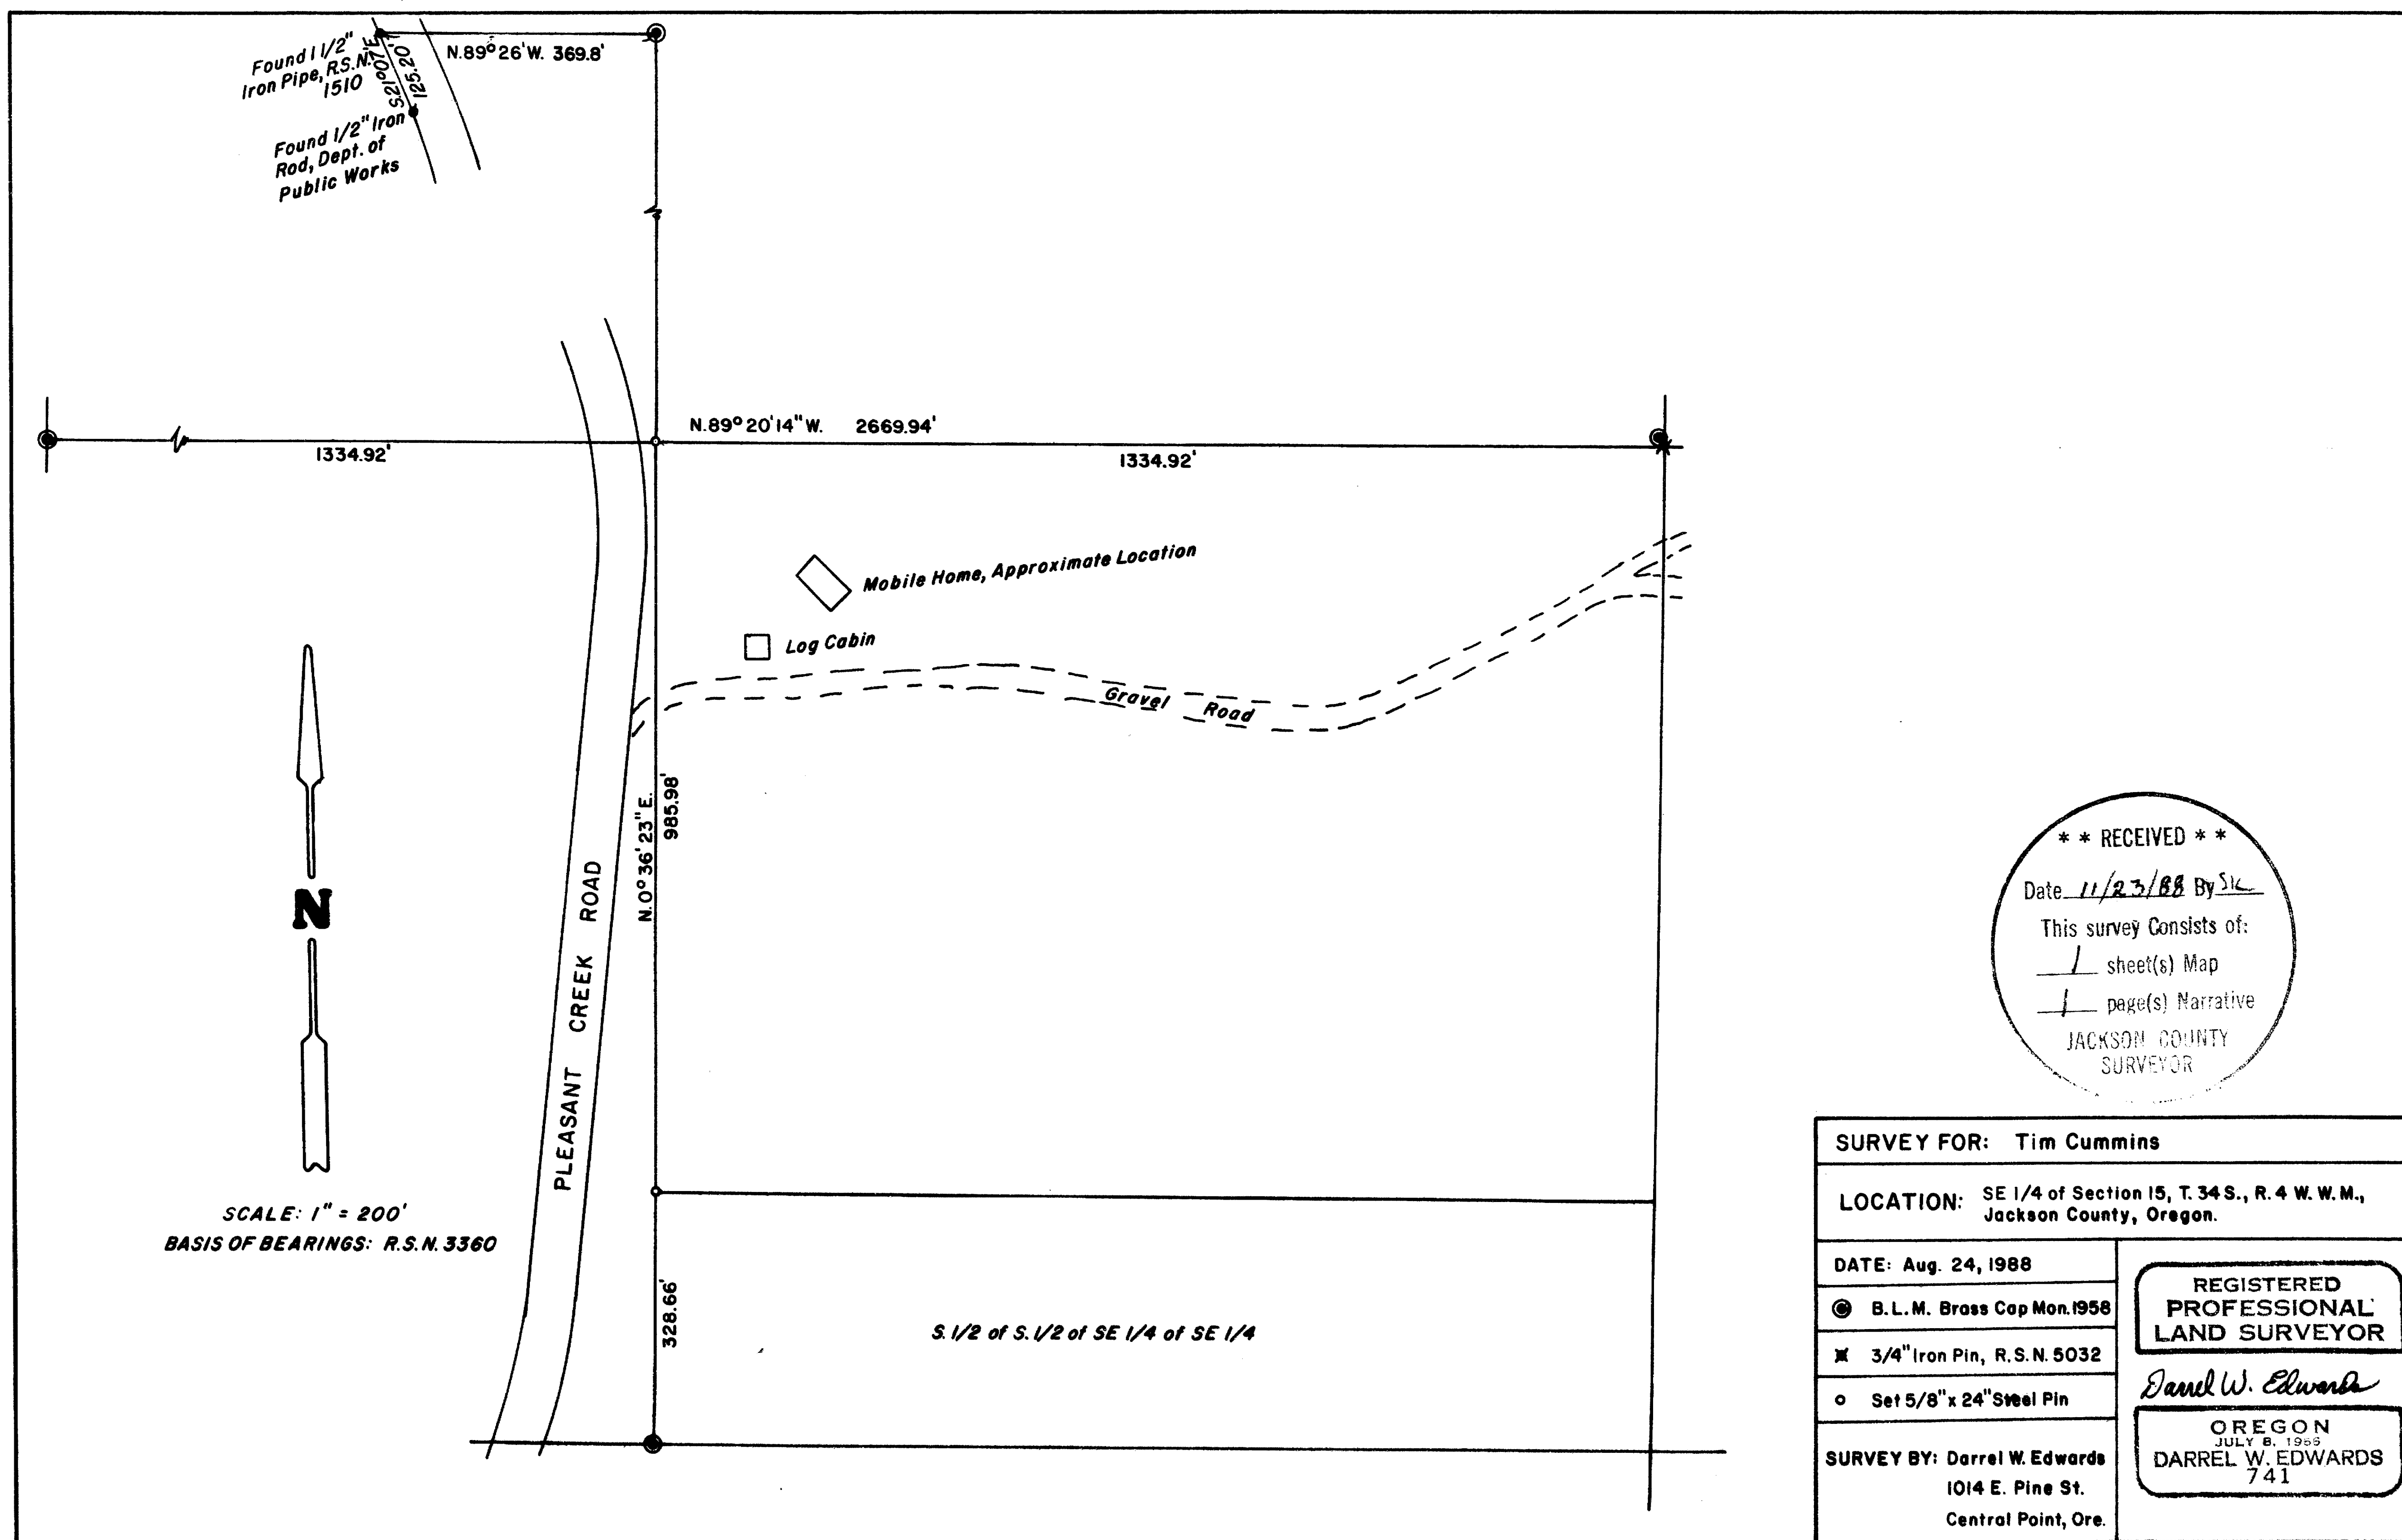 Found 1 1/2"
Iron Pipe, R.S.N.
1510
S.21°07'E
125.20'
N.89°26'W. 369.8'
Found 1/2" Iron
Rod, Dept. of
Public Works
N.89°20'14"W. 2669.94'
1334.92'
1334.92'
Mobile Home, Approximate Location
Log Cabin
Gravel Road
N.0°36'23"E.
985.98'
PLEASANT CREEK ROAD
N
SCALE: 1" = 200'
BASIS OF BEARINGS: R.S.N. 3360
328.66'
S. 1/2 of S. 1/2 of SE 1/4 of SE 1/4
* * RECEIVED * *
Date 11/23/88 By
This survey Consists of:
1 sheet(s) Map
1 page(s) Narrative
JACKSON COUNTY
SURVEYOR
SURVEY FOR: Tim Cummins
LOCATION: SE 1/4 of Section 15, T. 34 S., R. 4 W. W. M.,
Jackson County, Oregon.
DATE: Aug. 24, 1988
B.L.M. Brass Cap Mon. 1958
3/4" Iron Pin, R.S.N. 5032
Set 5/8" x 24" Steel Pin
SURVEY BY: Darrel W. Edwards
1014 E. Pine St.
Central Point, Ore.
REGISTERED
PROFESSIONAL
LAND SURVEYOR
Darrel W. Edwards
OREGON
JULY 8, 1966
DARREL W. EDWARDS
741